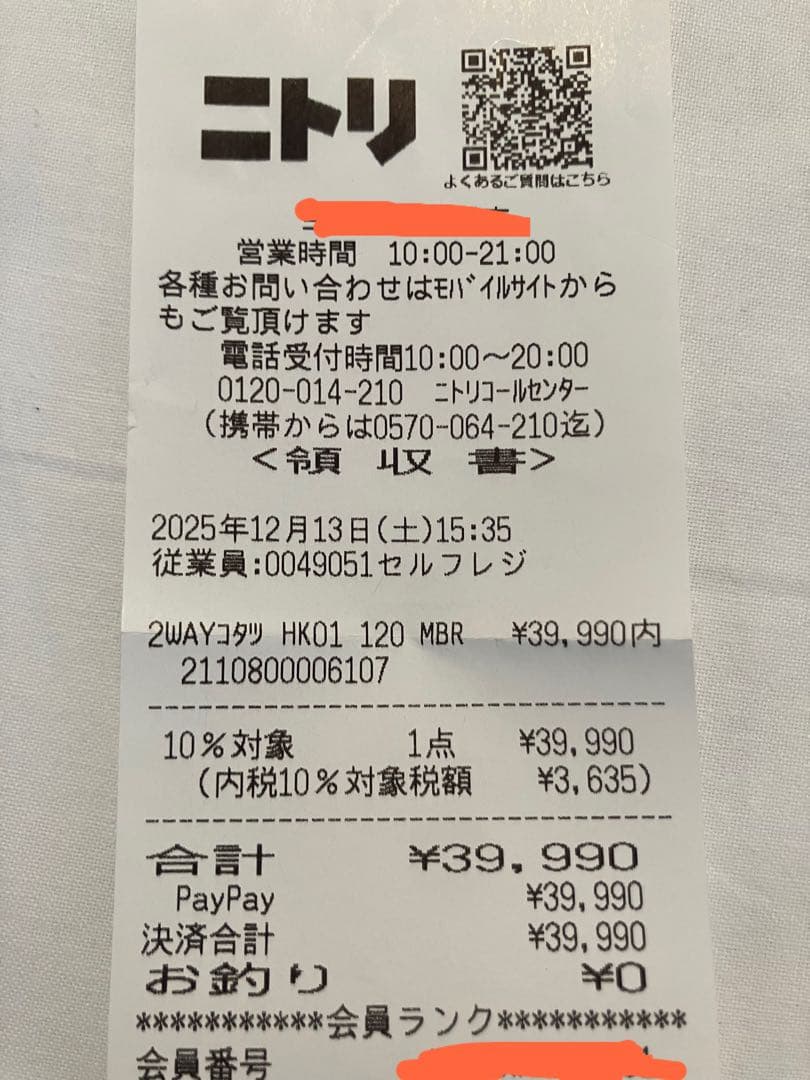 ニトリ
よくあるご質問はこちら
営業時間 10:00-21:00
各種お問い合わせはﾓﾊﾞｲﾙｻｲﾄから
もご覧頂けます
電話受付時間10:00～20:00
0120-014-210 ﾆﾄﾘｺｰﾙｾﾝﾀｰ
(携帯からは0570-064-210迄)
<領収書>
2025年12月13日(土)15:35
従業員:0049051セルフレジ
2WAYｺﾀﾂ HK01 120 MBR ¥39,990内
2110800006107
10%対象 1点 ¥39,990
(内税10%対象税額 ¥3,635)
合計 ¥39,990
PayPay ¥39,990
決済合計 ¥39,990
お釣り ¥0
***********会員ランク***********
会員番号